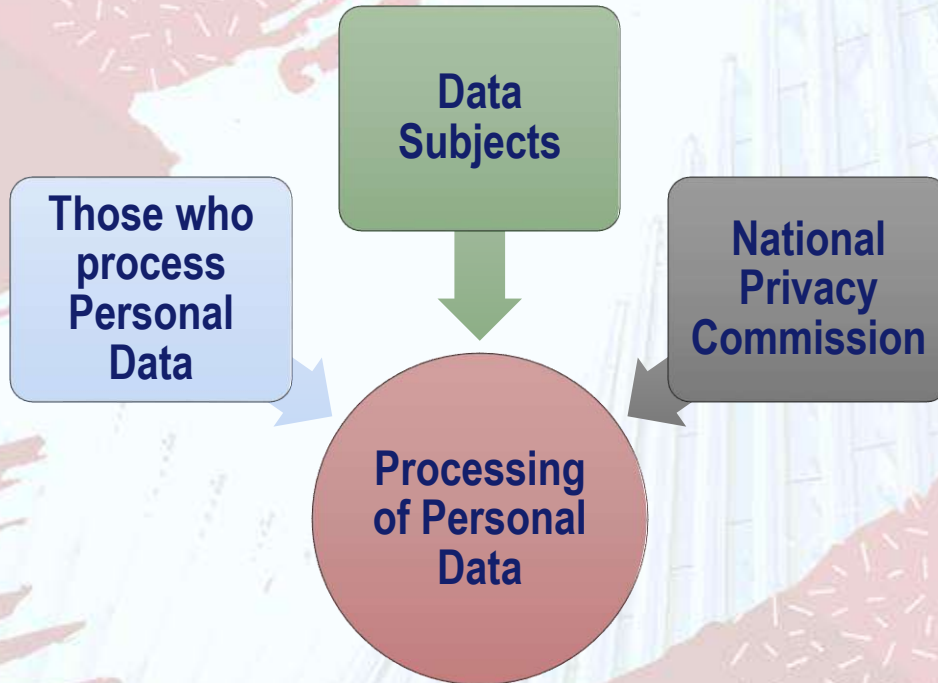 Data
Subjects
Those who
process
Personal
Data
National
Privacy
Commission
Processing
of Personal
Data